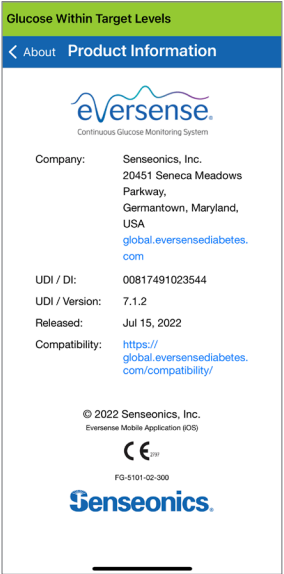 Glucose Within Target Levels
About Product Information
eversense.
Continuous Glucose Monitoring System
Company: Senseonics, Inc.
20451 Seneca Meadows
Parkway,
Germantown, Maryland,
USA
global.eversensediabetes.
com
UDI / DI: 00817491023544
UDI / Version: 7.1.2
Released: Jul 15, 2022
Compatibility: https://
global.eversensediabetes.
com/compatibility/
© 2022 Senseonics, Inc.
Eversense Mobile Application (iOS)
CE 2797
FG-5101-02-300
Senseonics.